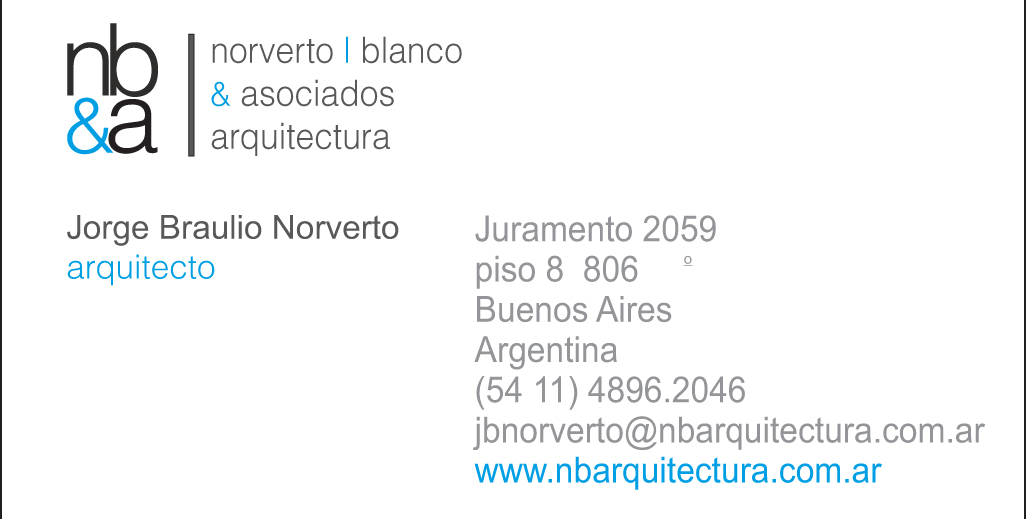 nb
&a
norverto | blanco
& asociados
arquitectura
Jorge Braulio Norverto
arquitecto
Juramento 2059
piso 8 806 º
Buenos Aires
Argentina
(54 11) 4896.2046
jbnorverto@nbarquitectura.com.ar
www.nbarquitectura.com.ar